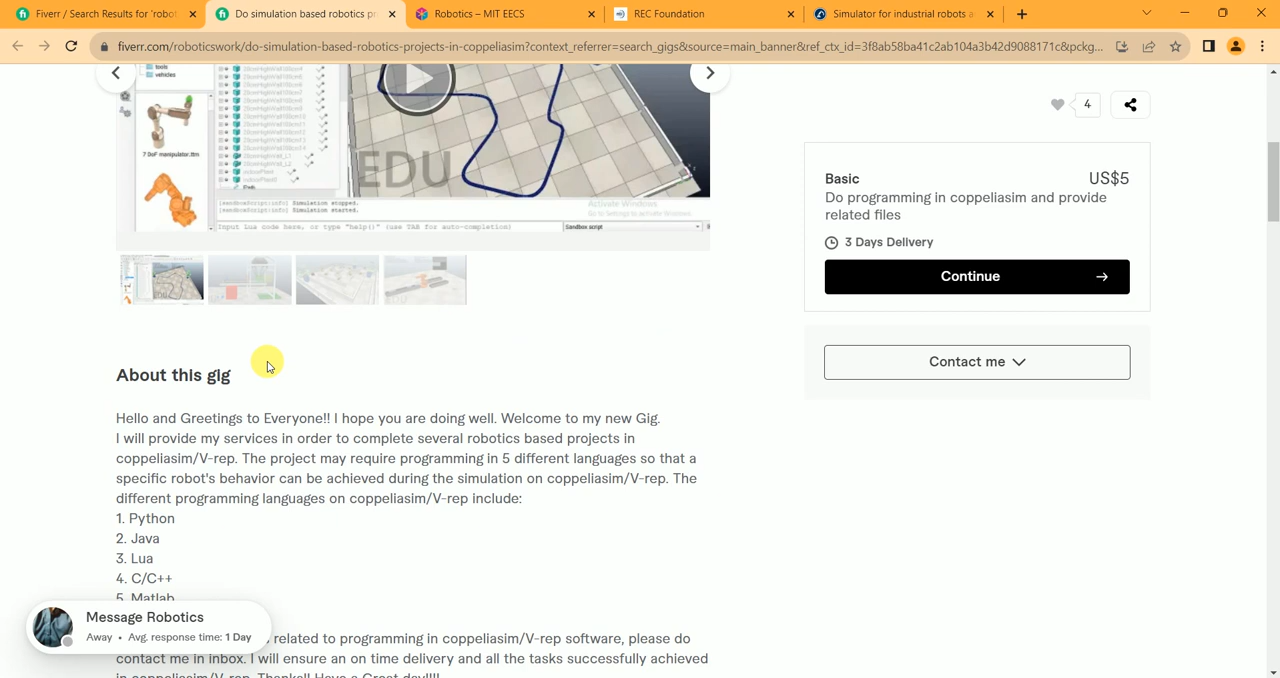 Fiverr / Search Results for 'robot
Do simulation based robotics p
Robotics – MIT EECS
REC Foundation
Simulator for industrial robots a
fiverr.com/roboticswork/do-simulation-based-robotics-projects-in-coppeliasim?context_referrer=search_gigs&source=main_banner&ref_ctx_id=3f8ab58ba41c2ab104a3b42d9088171c&pckg...
tools
vehicles
7 DoF manipulator.ttm
EDU
Path
[sandboxScript:info] Simulation stopped.
[sandboxScript:info] Simulation started.
Activate Windows
Go to Settings to activate Windows.
Input Lua code here, or type "help()" (use TAB for auto-completion)
Sandbox script
4
Basic US$5
Do programming in coppeliasim and provide
related files
3 Days Delivery
Continue
Contact me
About this gig
Hello and Greetings to Everyone!! I hope you are doing well. Welcome to my new Gig.
I will provide my services in order to complete several robotics based projects in
coppeliasim/V-rep. The project may require programming in 5 different languages so that a
specific robot's behavior can be achieved during the simulation on coppeliasim/V-rep. The
different programming languages on coppeliasim/V-rep include:
1. Python
2. Java
3. Lua
4. C/C++
5. Matlab
related to programming in coppeliasim/V-rep software, please do
contact me in inbox. I will ensure an on time delivery and all the tasks successfully achieved
in coppeliasim/V-rep. Thanks!! Have a Great day!!!!
Message Robotics
Away • Avg. response time: 1 Day